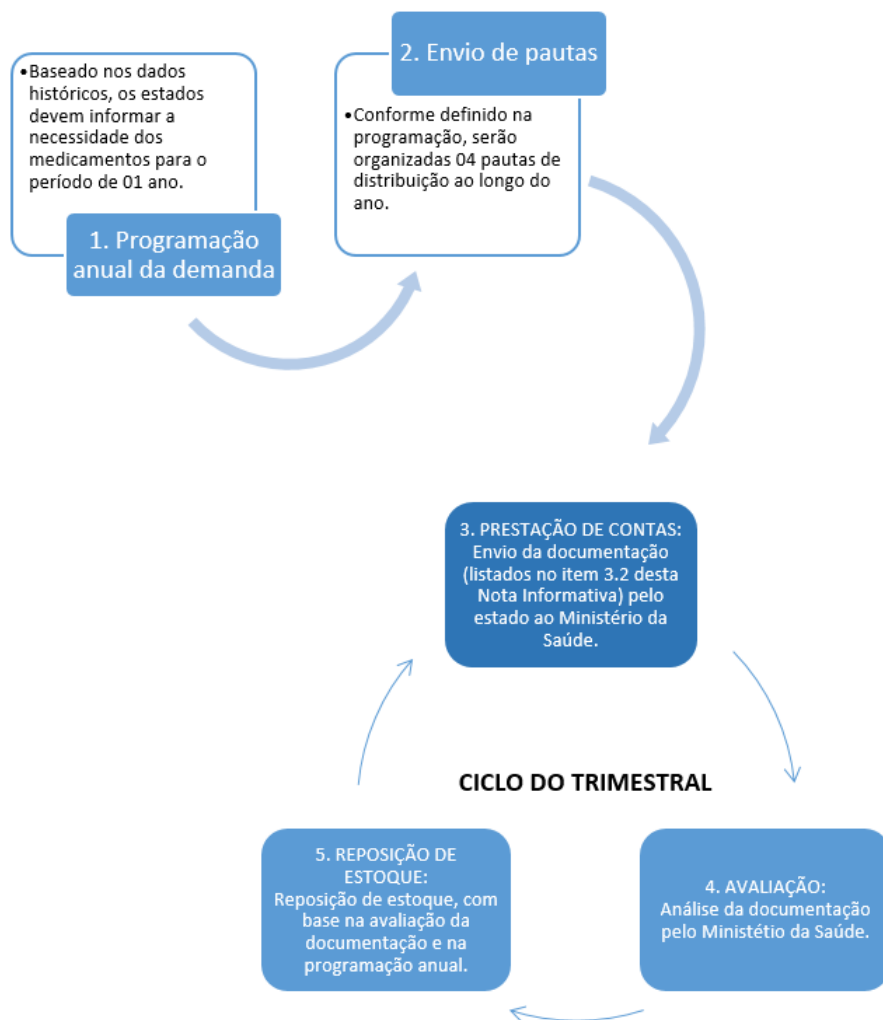 •Baseado nos dados
históricos, os estados
devem informar a
necessidade dos
medicamentos para o
período de 01 ano.
1. Programação
anual da demanda
2. Envio de pautas
•Conforme definido na
programação, serão
organizadas 04 pautas de
distribuição ao longo do
ano.
3. PRESTAÇÃO DE CONTAS:
Envio da documentação
(listados no item 3.2 desta
Nota Informativa) pelo
estado ao Ministério da
Saúde.
CICLO DO TRIMESTRAL
4. AVALIAÇÃO:
Análise da documentação
pelo Ministétio da Saúde.
5. REPOSIÇÃO DE
ESTOQUE:
Reposição de estoque, com
base na avaliação da
documentação e na
programação anual.